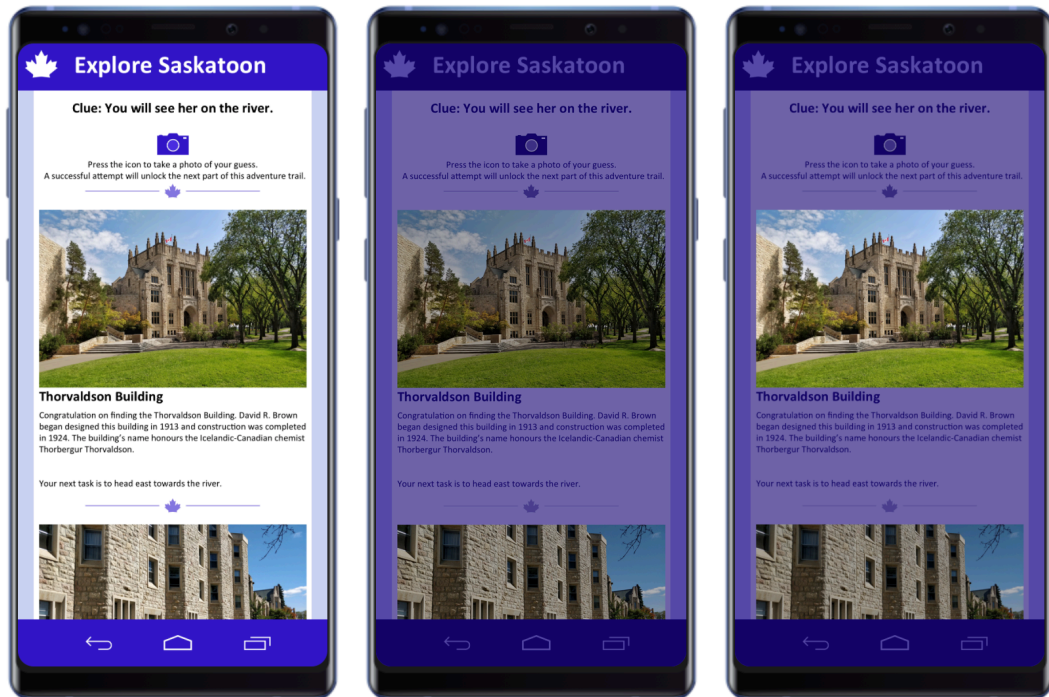 Explore Saskatoon
Clue: You will see her on the river.
Press the icon to take a photo of your guess.
A successful attempt will unlock the next part of this adventure trail.
Thorvaldson Building
Congratulation on finding the Thorvaldson Building. David R. Brown
began designed this building in 1913 and construction was completed
in 1924. The building's name honours the Icelandic-Canadian chemist
Thorbergur Thorvaldson.
Your next task is to head east towards the river.
Explore Saskatoon
Clue: You will see her on the river.
Press the icon to take a photo of your guess.
A successful attempt will unlock the next part of this adventure trail.
Thorvaldson Building
Congratulation on finding the Thorvaldson Building. David R. Brown
began designed this building in 1913 and construction was completed
in 1924. The building's name honours the Icelandic-Canadian chemist
Thorbergur Thorvaldson.
Your next task is to head east towards the river.
Explore Saskatoon
Clue: You will see her on the river.
Press the icon to take a photo of your guess.
A successful attempt will unlock the next part of this adventure trail.
Thorvaldson Building
Congratulation on finding the Thorvaldson Building. David R. Brown
began designed this building in 1913 and construction was completed
in 1924. The building's name honours the Icelandic-Canadian chemist
Thorbergur Thorvaldson.
Your next task is to head east towards the river.